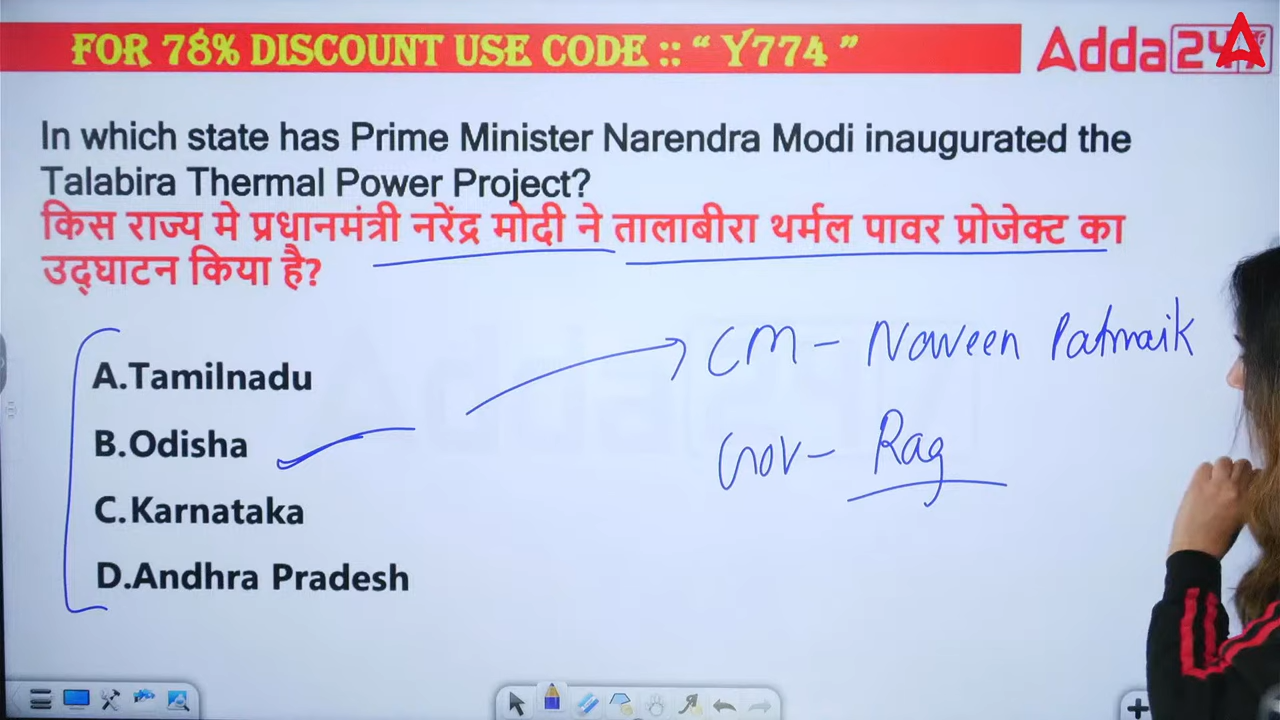 FOR 78% DISCOUNT USE CODE :: “ Y774 ”
Adda247
In which state has Prime Minister Narendra Modi inaugurated the
Talabira Thermal Power Project?
किस राज्य मे प्रधानमंत्री नरेंद्र मोदी ने तालाबीरा थर्मल पावर प्रोजेक्ट का
उद्घाटन किया है?
A.Tamilnadu
B.Odisha
C.Karnataka
D.Andhra Pradesh
CM - Naveen Patnaik
Gov - Rag